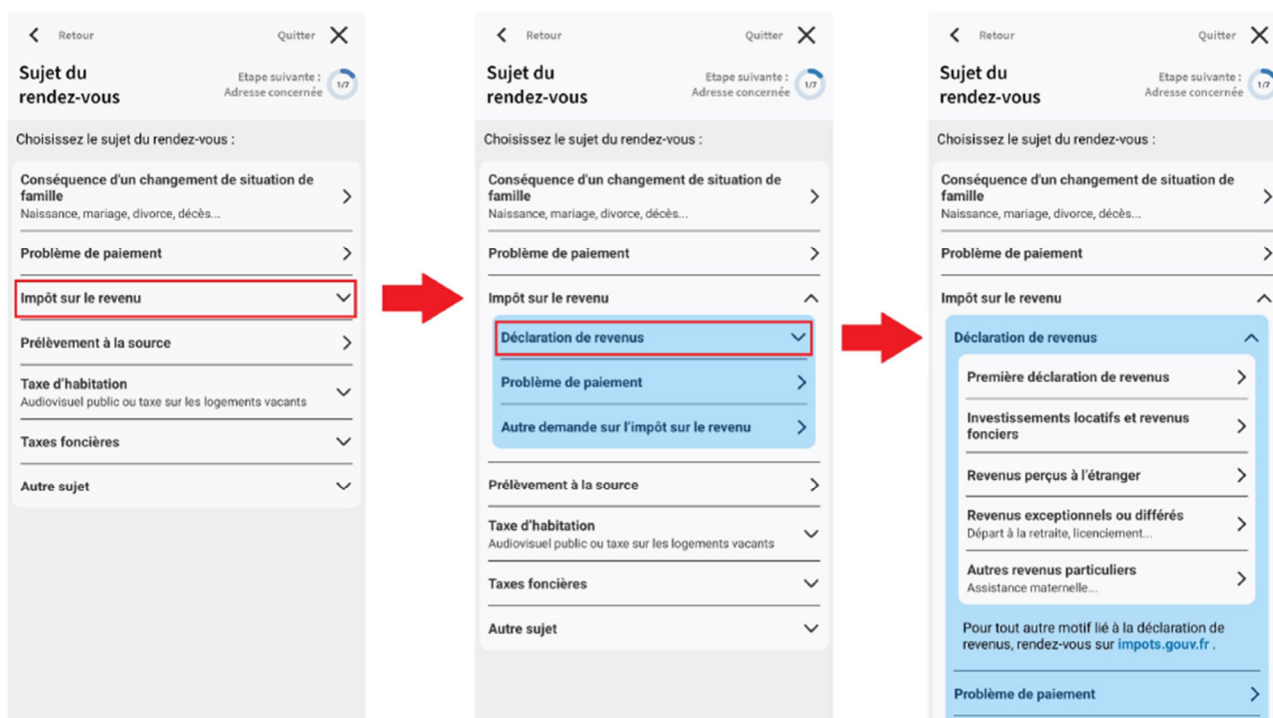 Retour
Quitter
Sujet du
rendez-vous
Etape suivante :
Adresse concernée
1/7
Choisissez le sujet du rendez-vous :
Conséquence d'un changement de situation de
famille
Naissance, mariage, divorce, décès...
Problème de paiement
Impôt sur le revenu
Prélèvement à la source
Taxe d'habitation
Audiovisuel public ou taxe sur les logements vacants
Taxes foncières
Autre sujet
Retour
Quitter
Sujet du
rendez-vous
Etape suivante :
Adresse concernée
1/7
Choisissez le sujet du rendez-vous :
Conséquence d'un changement de situation de
famille
Naissance, mariage, divorce, décès...
Problème de paiement
Impôt sur le revenu
Déclaration de revenus
Problème de paiement
Autre demande sur l'impôt sur le revenu
Prélèvement à la source
Taxe d'habitation
Audiovisuel public ou taxe sur les logements vacants
Taxes foncières
Autre sujet
Retour
Quitter
Sujet du
rendez-vous
Etape suivante :
Adresse concernée
1/7
Choisissez le sujet du rendez-vous :
Conséquence d'un changement de situation de
famille
Naissance, mariage, divorce, décès...
Problème de paiement
Impôt sur le revenu
Déclaration de revenus
Première déclaration de revenus
Investissements locatifs et revenus
fonciers
Revenus perçus à l'étranger
Revenus exceptionnels ou différés
Départ à la retraite, licenciement...
Autres revenus particuliers
Assistance maternelle...
Pour tout autre motif lié à la déclaration de
revenus, rendez-vous sur impots.gouv.fr .
Problème de paiement